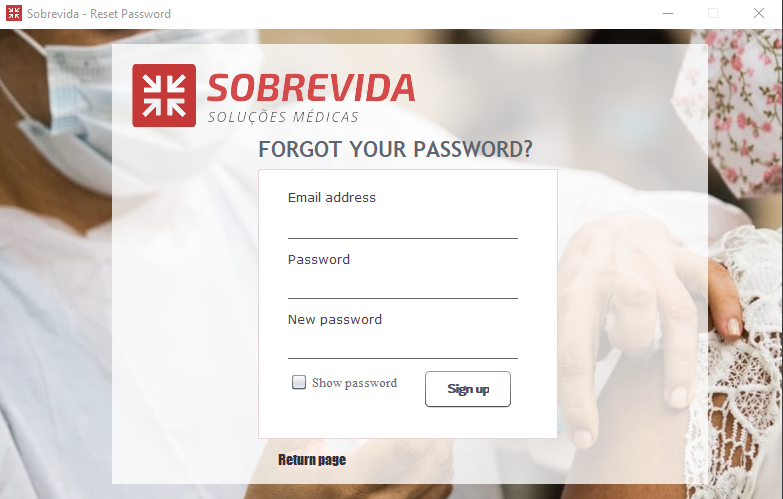 Sobrevida - Reset Password
SOBREVIDA
SOLUÇÕES MÉDICAS
FORGOT YOUR PASSWORD?
Email address
Password
New password
Show password
Sign up
Return page